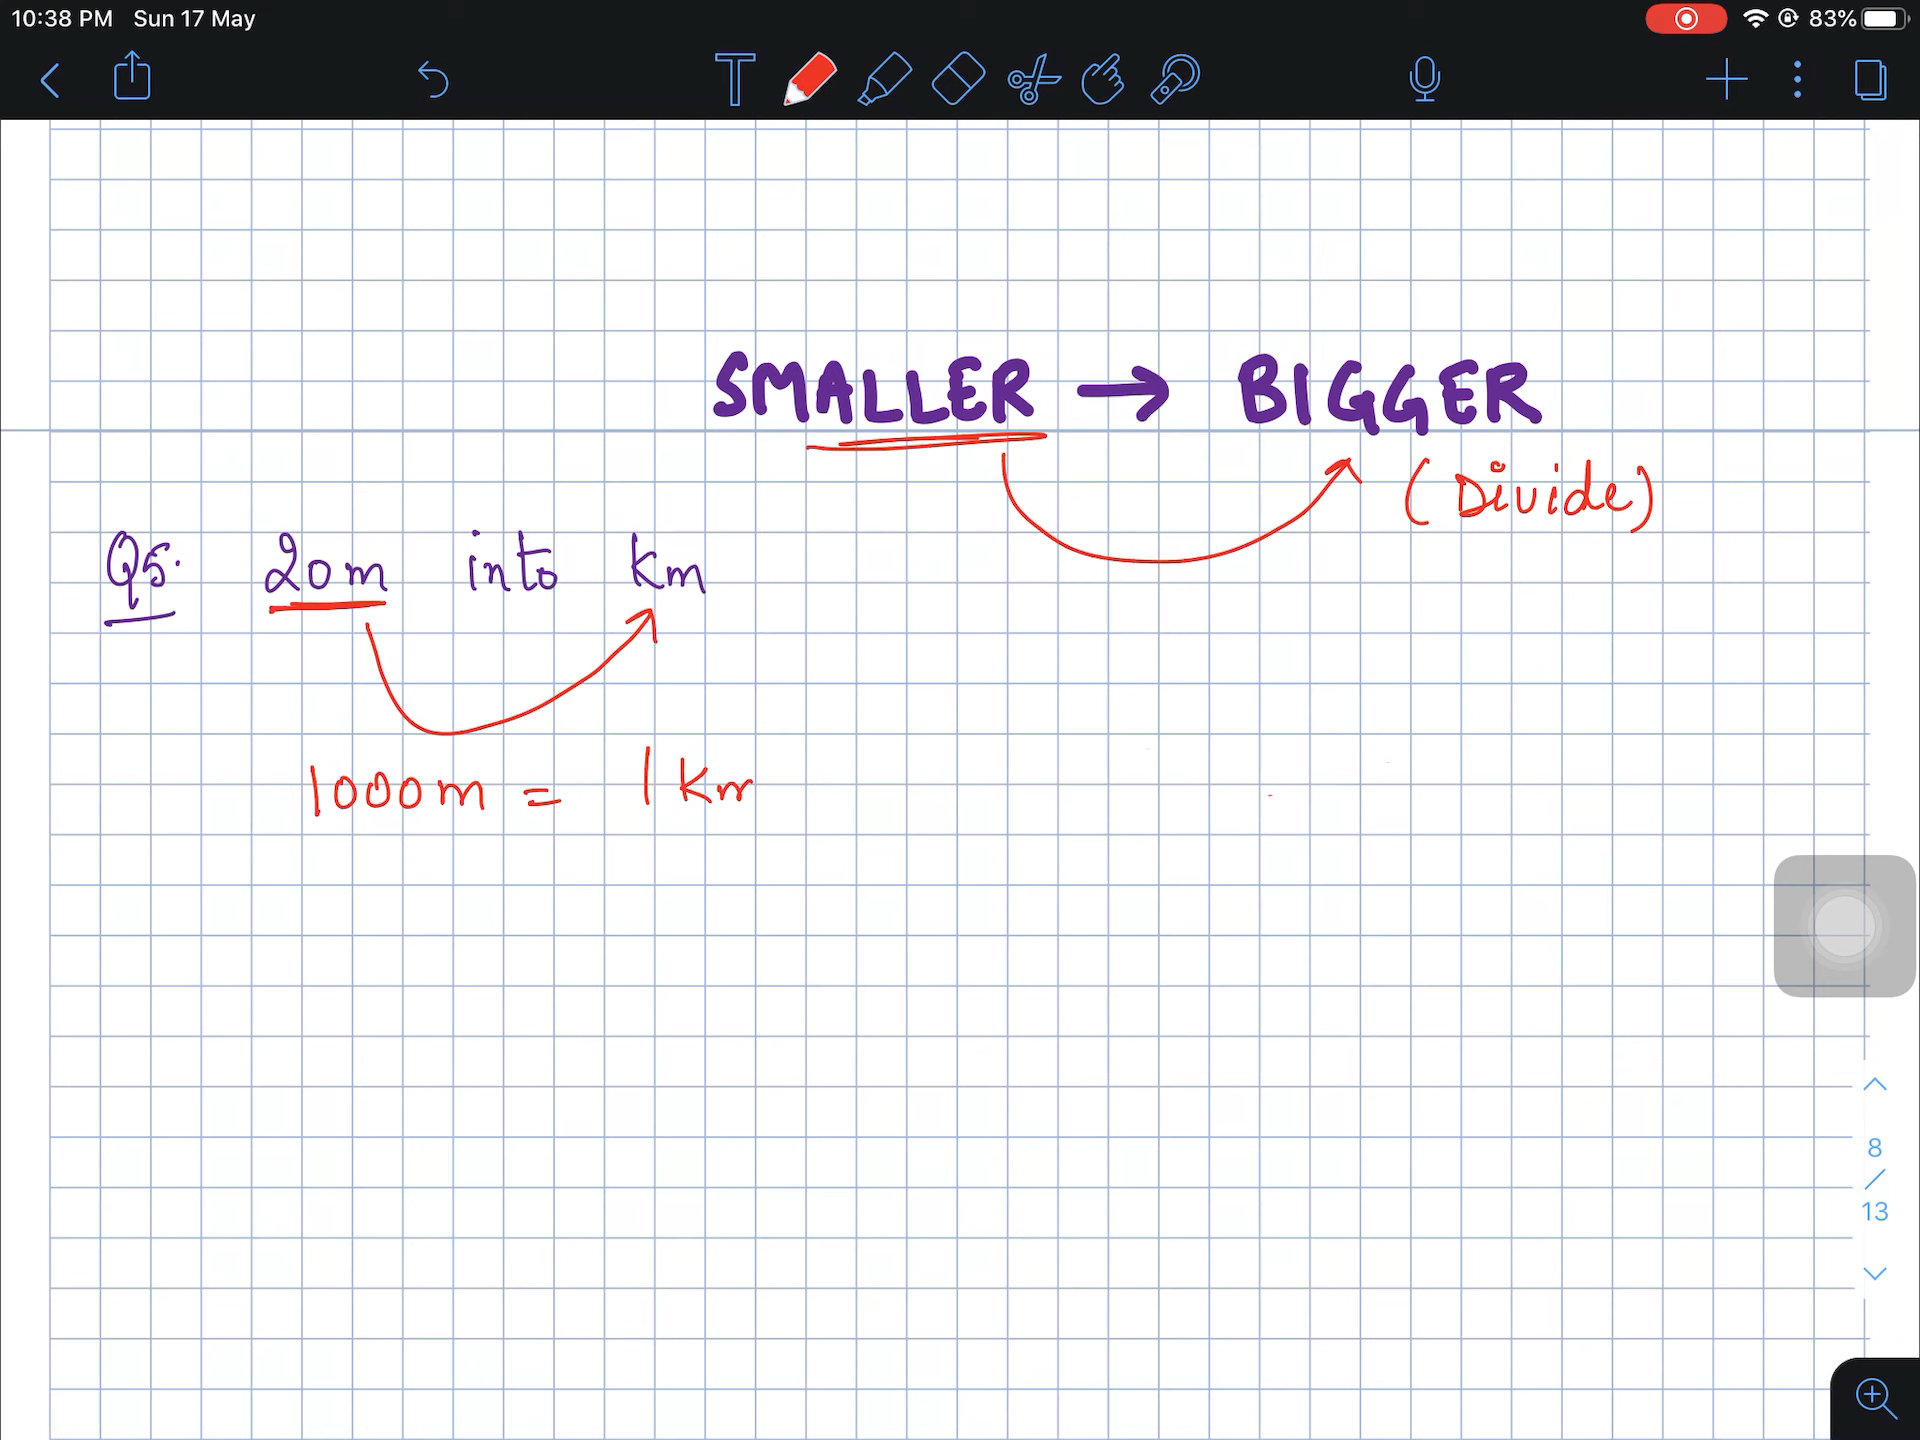 10:38 PM Sun 17 May 83%
T
SMALLER → BIGGER
(Divide)
Q5. 20m into km
1000m = 1 km
8
/
13